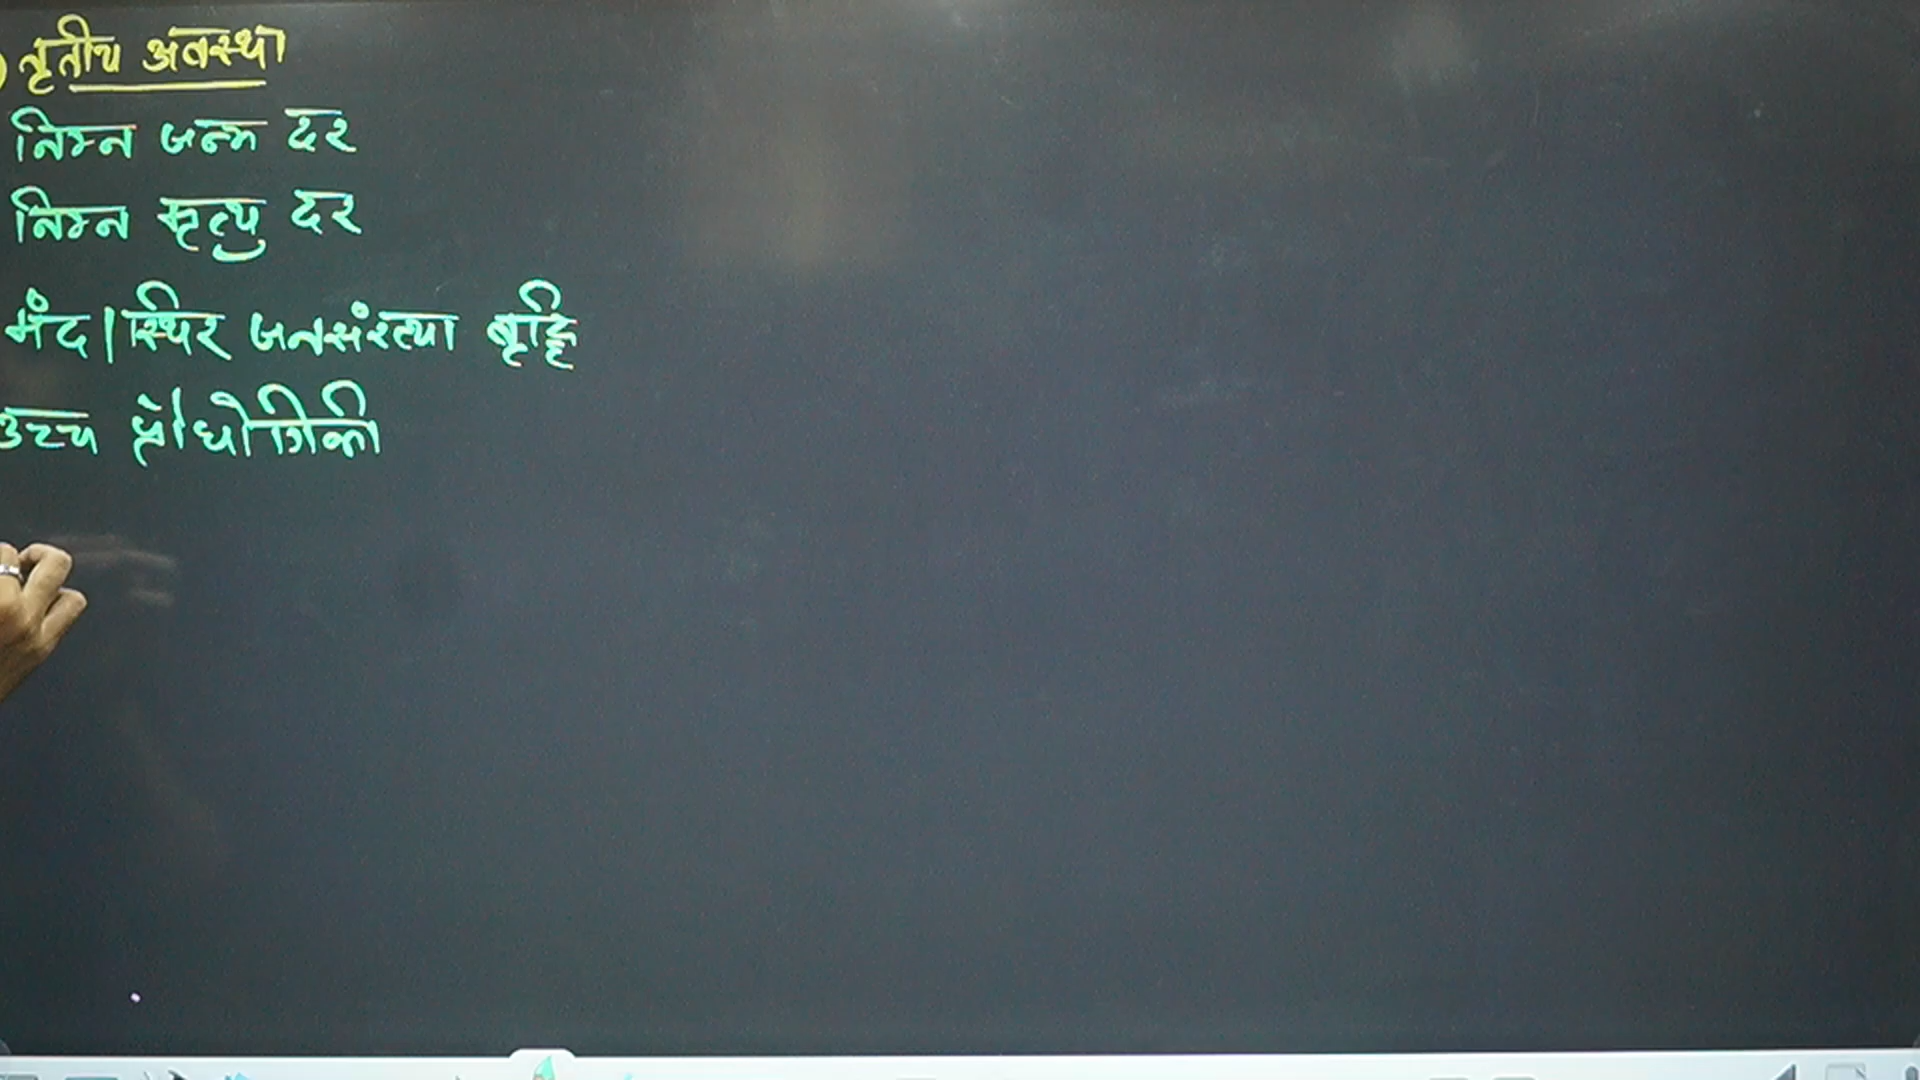 ) तृतीय अवस्था
निम्न जन्म दर
निम्न मृत्यु दर
मंद | स्थिर जनसंख्या बृद्धि
उच्च प्रौधोगिकी